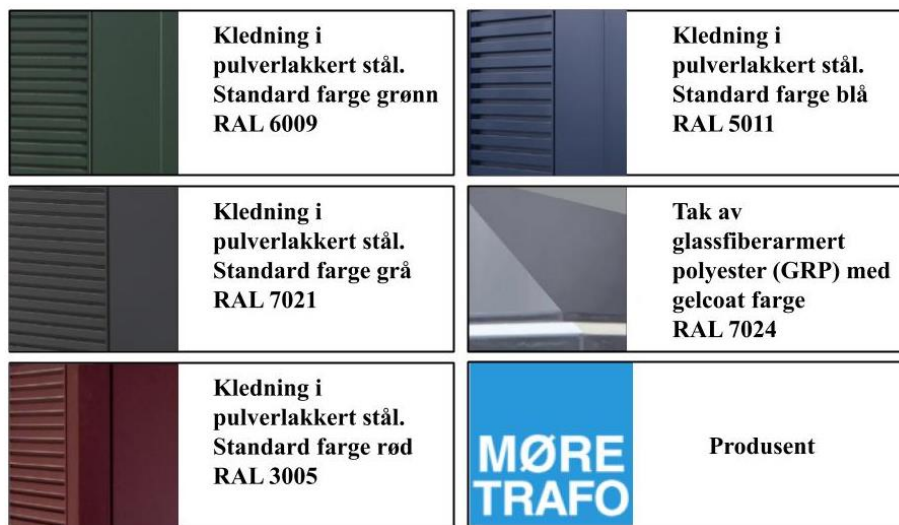 Kledning i
pulverlakkert stål.
Standard farge grønn
RAL 6009
Kledning i
pulverlakkert stål.
Standard farge blå
RAL 5011
Kledning i
pulverlakkert stål.
Standard farge grå
RAL 7021
Tak av
glassfiberarmert
polyester (GRP) med
gelcoat farge
RAL 7024
Kledning i
pulverlakkert stål.
Standard farge rød
RAL 3005
MØRE
TRAFO
Produsent